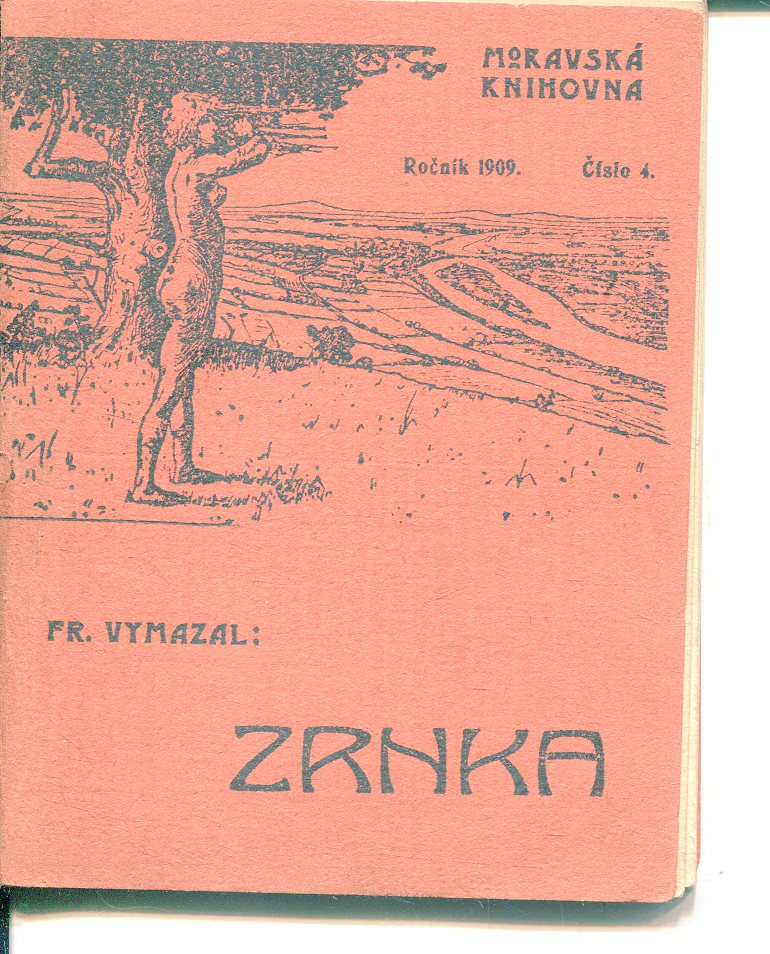 MORAVSKÁ
KNIHOVNA
Ročník 1909. Číslo 4.
FR. VYMAZAL:
ZRNKA